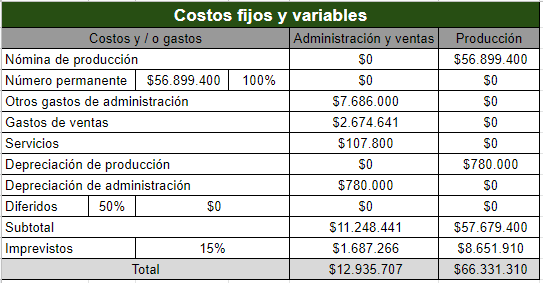 Costos fijos y variables
Costos y / o gastos Administración y ventas Producción
Nómina de producción $0 $56.899.400
Número permanente $56.899.400 100% $0 $0
Otros gastos de administración $7.686.000 $0
Gastos de ventas $2.674.641 $0
Servicios $107.800 $0
Depreciación de producción $0 $780.000
Depreciación de administración $780.000 $0
Diferidos 50% $0 $0 $0
Subtotal $11.248.441 $57.679.400
Imprevistos 15% $1.687.266 $8.651.910
Total $12.935.707 $66.331.310